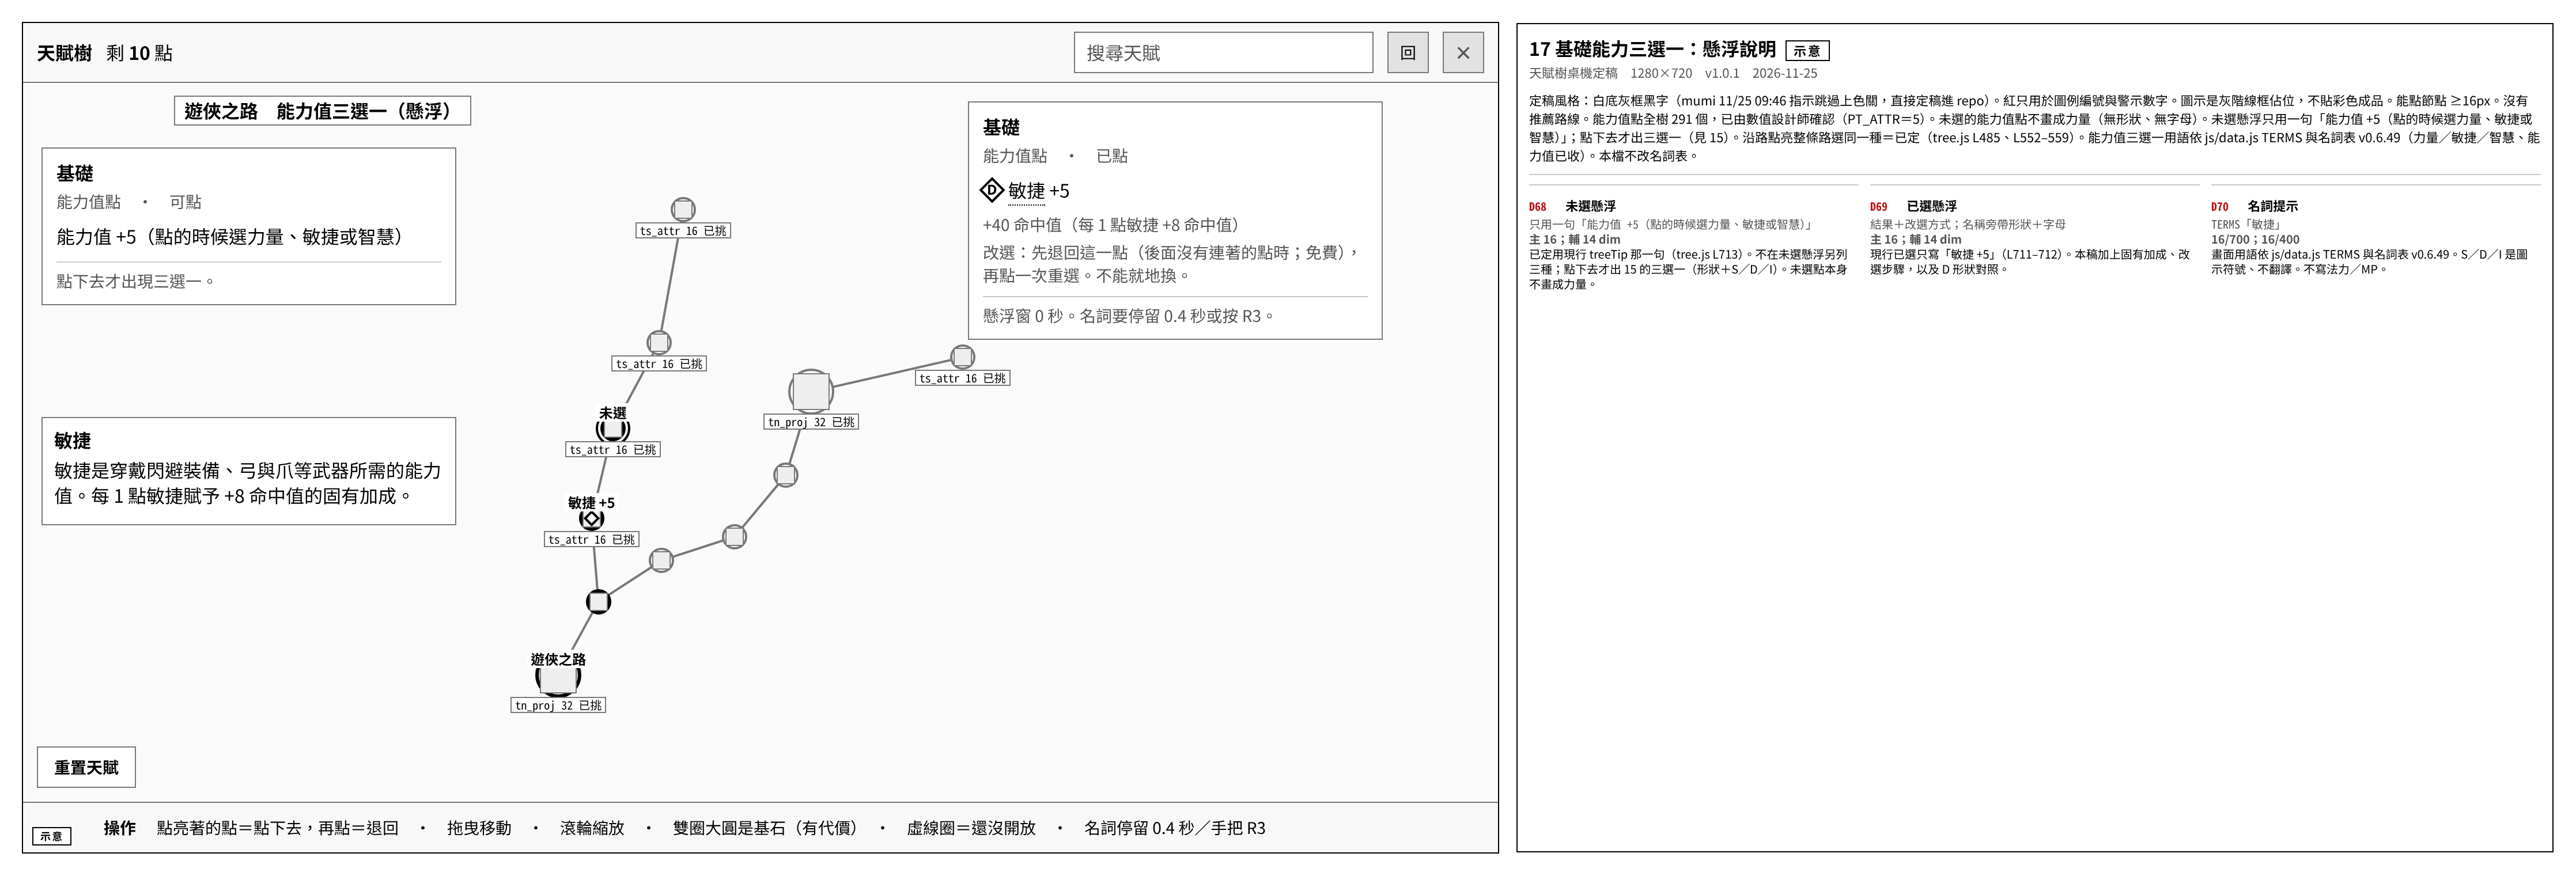 天賦樹 剩 10 點
搜尋天賦
回
×
遊俠之路 能力值三選一（懸浮）
基礎
能力值點 ・ 可點
能力值 +5（點的時候選力量、敏捷或智慧）
點下去才出現三選一。
敏捷
敏捷是穿戴閃避裝備、弓與爪等武器所需的能力
值。每 1 點敏捷賦予 +8 命中值的固有加成。
基礎
能力值點 ・ 已點
D 敏捷 +5
+40 命中值（每 1 點敏捷 +8 命中值）
改選：先退回這一點（後面沒有連著的點時；免費），
再點一次重選。不能就地換。
懸浮窗 0 秒。名詞要停留 0.4 秒或按 R3。
ts_attr 16 已挑
ts_attr 16 已挑
ts_attr 16 已挑
tn_proj 32 已挑
未選
ts_attr 16 已挑
敏捷 +5
ts_attr 16 已挑
遊俠之路
tn_proj 32 已挑
重置天賦
示意
操作 點亮著的點＝點下去，再點＝退回 ・ 拖曳移動 ・ 滾輪縮放 ・ 雙圈大圓是基石（有代價） ・ 虛線圈＝還沒開放 ・ 名詞停留 0.4 秒／手把 R3
17 基礎能力三選一：懸浮說明 示意
天賦樹桌機定稿 1280×720 v1.0.1 2026-11-25
定稿風格：白底灰框黑字（mumi 11/25 09:46 指示跳過上色關，直接定稿進 repo）。紅只用於圖例編號與警示數字。圖示是灰階線框佔位，不貼彩色成品。能點節點 ≥16px。沒有
推薦路線。能力值點全樹 291 個，已由數值設計師確認（PT_ATTR＝5）。未選的能力值點不畫成力量（無形狀、無字母）。未選懸浮只用一句「能力值 +5（點的時候選力量、敏捷或
智慧）」；點下去才出三選一（見 15）。沿路點亮整條路選同一種＝已定（tree.js L485、L552–559）。能力值三選一用語依 js/data.js TERMS 與名詞表 v0.6.49（力量／敏捷／智慧、能
力值已收）。本檔不改名詞表。
D68 未選懸浮
只用一句「能力值 +5（點的時候選力量、敏捷或智慧）」
主 16；輔 14 dim
已定用現行 treeTip 那一句（tree.js L713）。不在未選懸浮另列
三種；點下去才出 15 的三選一（形狀＋S／D／I）。未選點本身
不畫成力量。
D69 已選懸浮
結果＋改選方式；名稱旁帶形狀＋字母
主 16；輔 14 dim
現行已選只寫「敏捷 +5」（L711–712）。本稿加上固有加成、改
選步驟，以及 D 形狀對照。
D70 名詞提示
TERMS「敏捷」
16/700；16/400
畫面用語依 js/data.js TERMS 與名詞表 v0.6.49。S／D／I 是圖
示符號、不翻譯。不寫法力／MP。